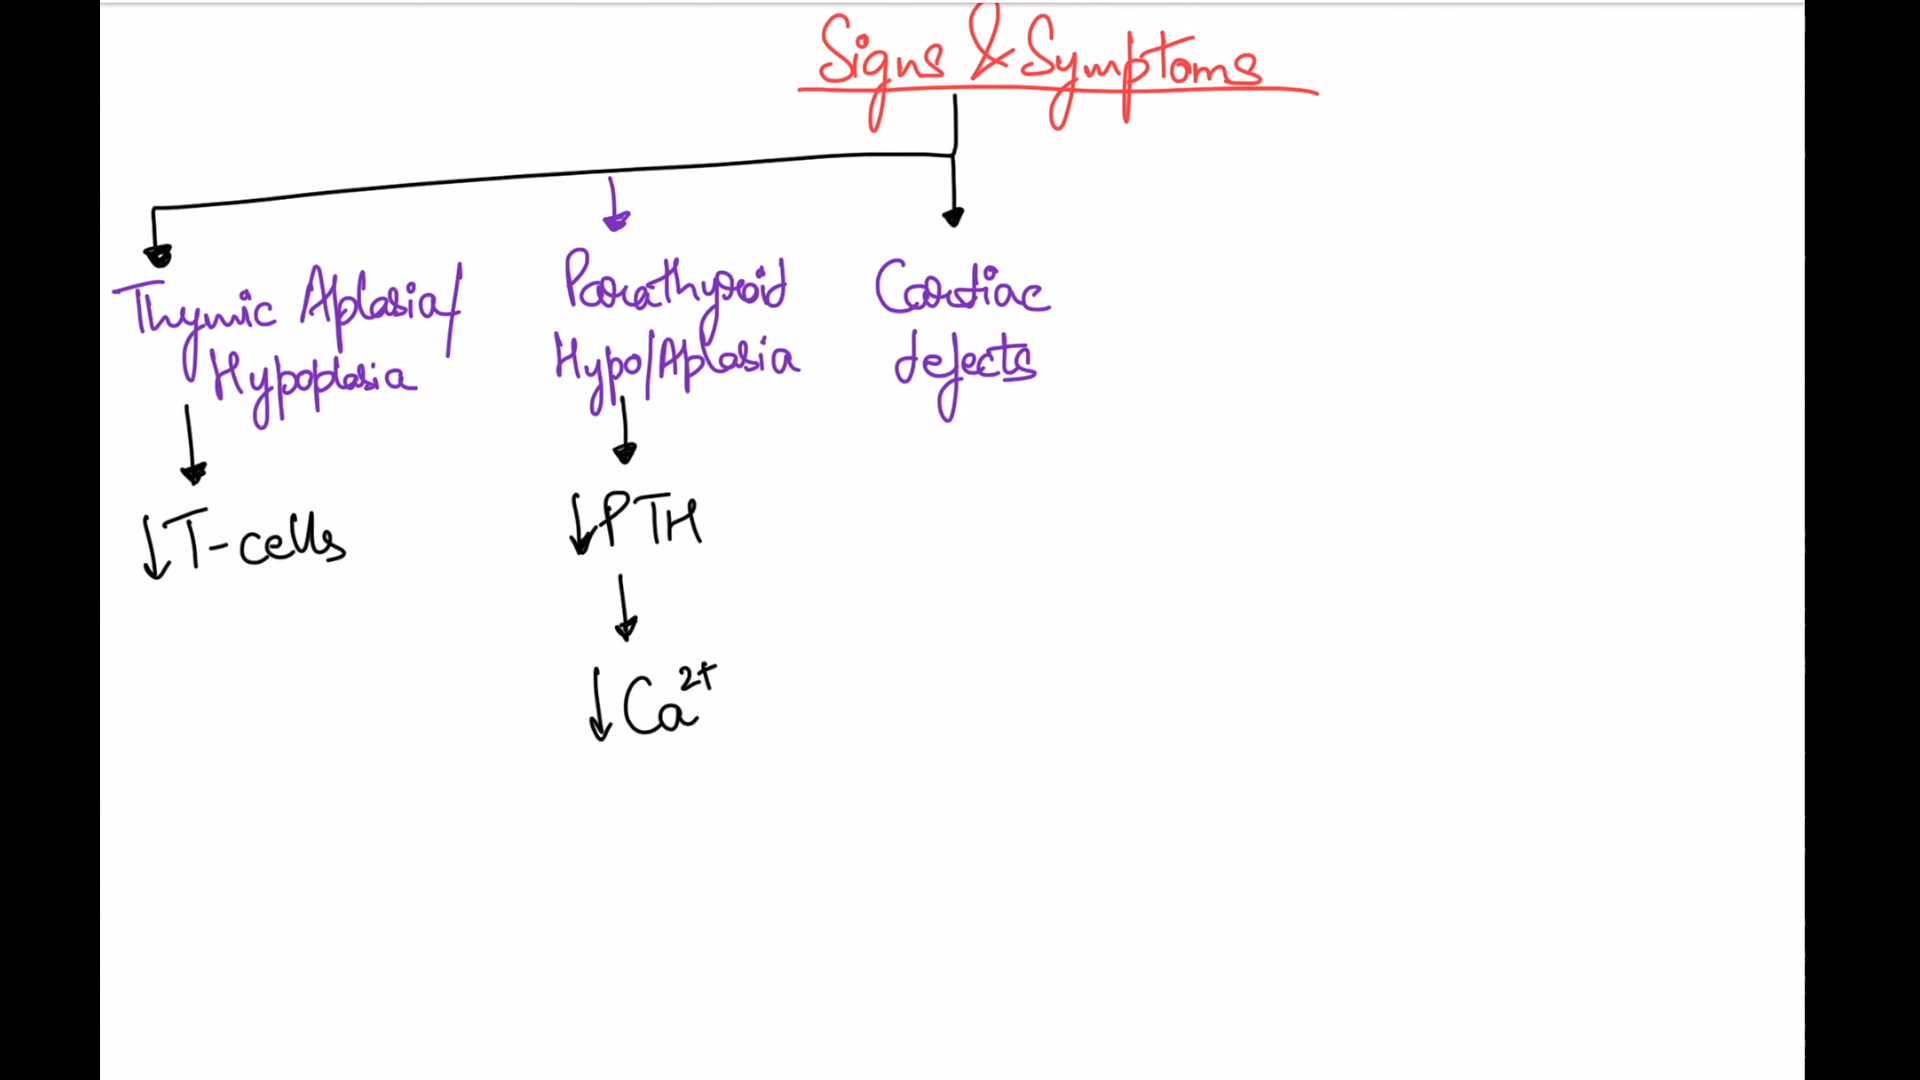 Signs & Symptoms
Thymic Aplasia/
Hypoplasia
Parathyroid
Hypo/Aplasia
Cardiac
defects
↓T-cells
↓PTH
↓Ca²⁺